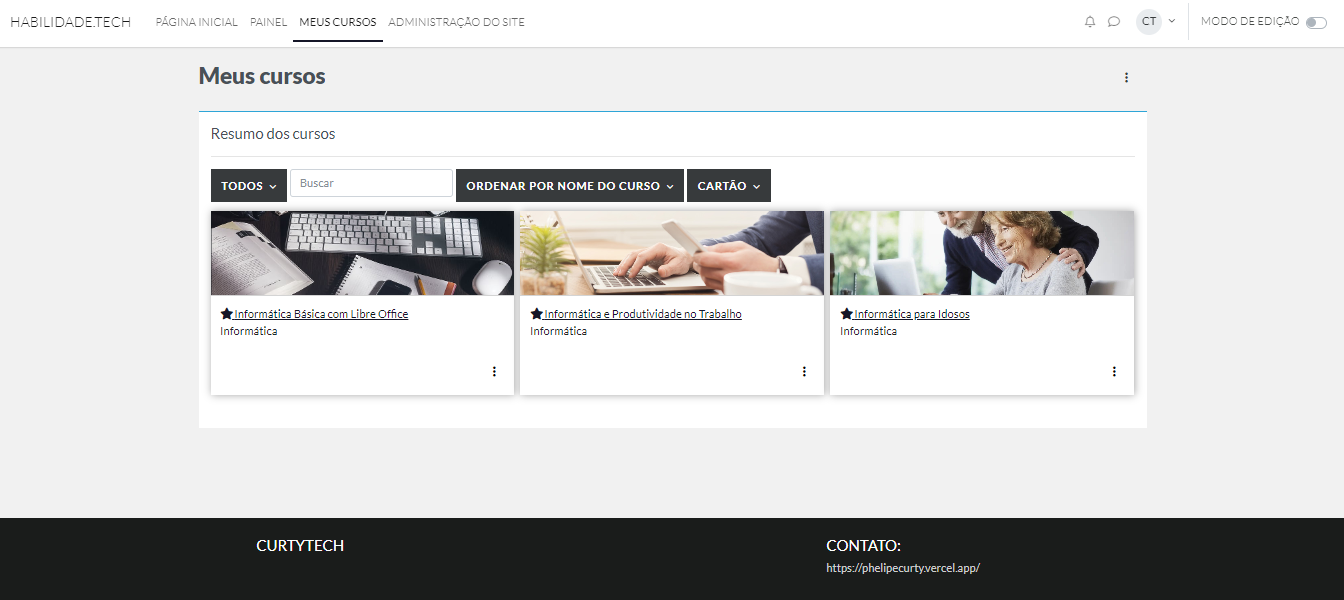 HABILIDADE.TECH PÁGINA INICIAL PAINEL MEUS CURSOS ADMINISTRAÇÃO DO SITE CT MODO DE EDIÇÃO
Meus cursos
Resumo dos cursos
TODOS Buscar ORDENAR POR NOME DO CURSO CARTÃO
Informática Básica com Libre Office
Informática
Informática e Produtividade no Trabalho
Informática
Informática para Idosos
Informática
CURTYTECH
CONTATO:
https://phelipecurty.vercel.app/